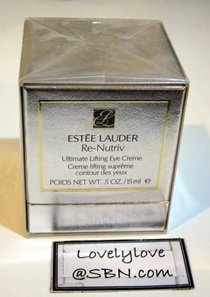 ESTĒE LAUDER
Re-Nutriv
Ultimate Lifting Eye Creme
Creme lifting suprême
contour des yeux
POIDS NET WT. .5 OZ./15ml ℮
Lovelylove
@SBN.com